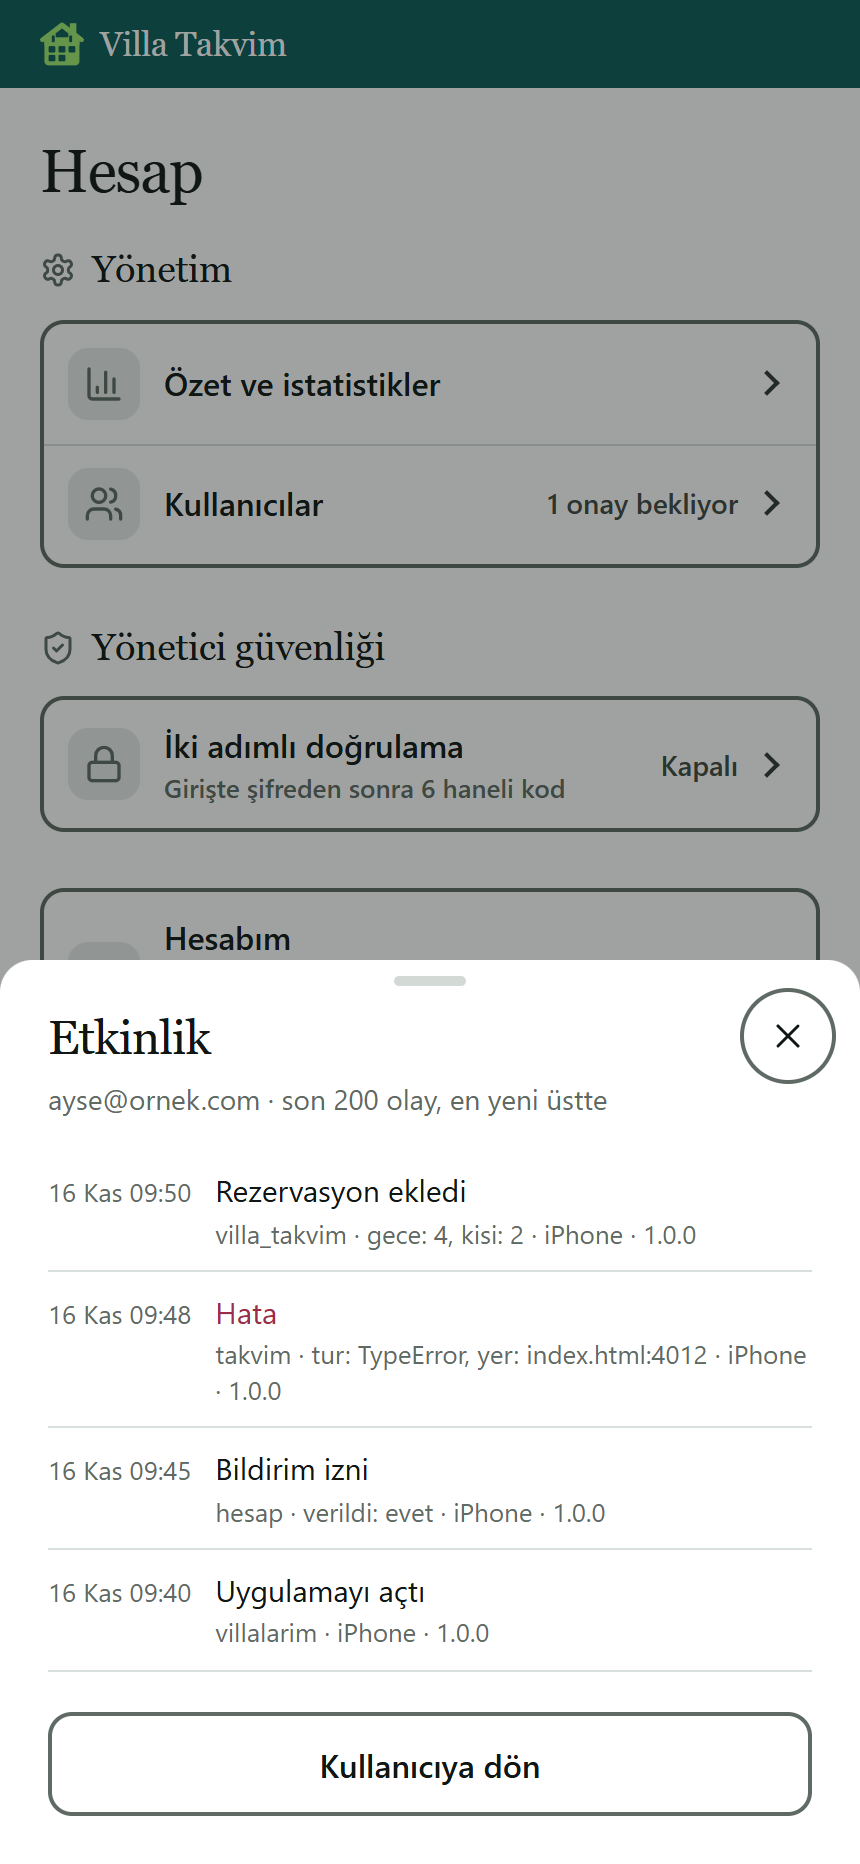 Villa Takvim
Hesap
Yönetim
Özet ve istatistikler
Kullanıcılar
1 onay bekliyor
Yönetici güvenliği
İki adımlı doğrulama
Girişte şifreden sonra 6 haneli kod
Kapalı
Hesabım
Etkinlik
ayse@ornek.com · son 200 olay, en yeni üstte
16 Kas 09:50
Rezervasyon ekledi
villa_takvim · gece: 4, kisi: 2 · iPhone · 1.0.0
16 Kas 09:48
Hata
takvim · tur: TypeError, yer: index.html:4012 · iPhone
· 1.0.0
16 Kas 09:45
Bildirim izni
hesap · verildi: evet · iPhone · 1.0.0
16 Kas 09:40
Uygulamayı açtı
villalarim · iPhone · 1.0.0
Kullanıcıya dön